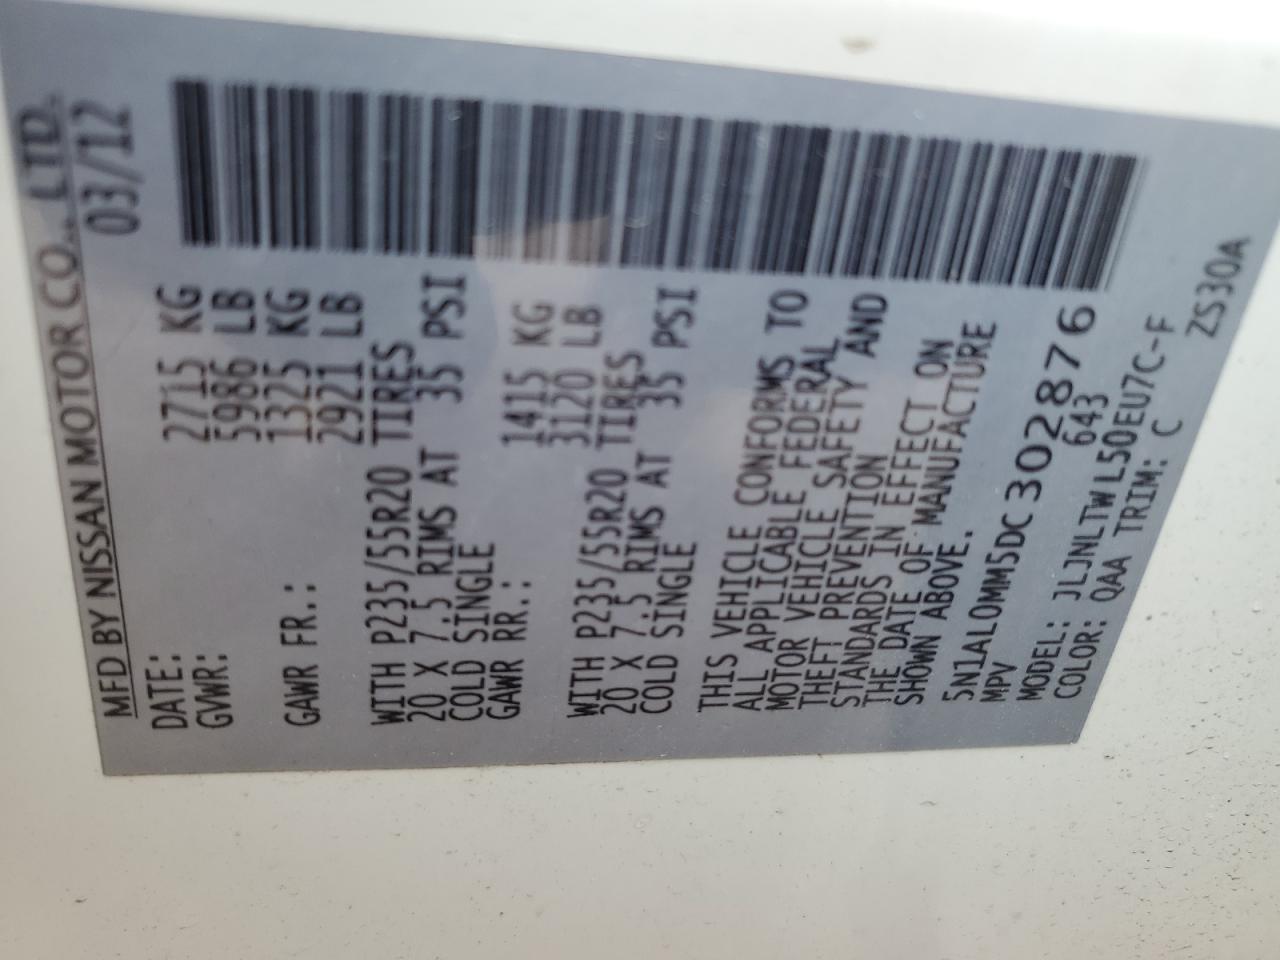 MFD BY NISSAN MOTOR CO., LTD.
DATE: 03/12
GVWR: 2715 KG
5986 LB
GAWR FR.: 1325 KG
2921 LB
WITH P235/55R20 TIRES
20 X 7.5 RIMS AT 35 PSI
COLD SINGLE
GAWR RR.: 1415 KG
3120 LB
WITH P235/55R20 TIRES
20 X 7.5 RIMS AT 35 PSI
COLD SINGLE
THIS VEHICLE CONFORMS TO
ALL APPLICABLE FEDERAL
MOTOR VEHICLE SAFETY AND
THEFT PREVENTION
STANDARDS IN EFFECT ON
THE DATE OF MANUFACTURE
SHOWN ABOVE.
5N1AL0MM5DC302876
MPV 643
MODEL: JLJNLTWL50EU7C-F
COLOR: QAA TRIM: C
ZS30A